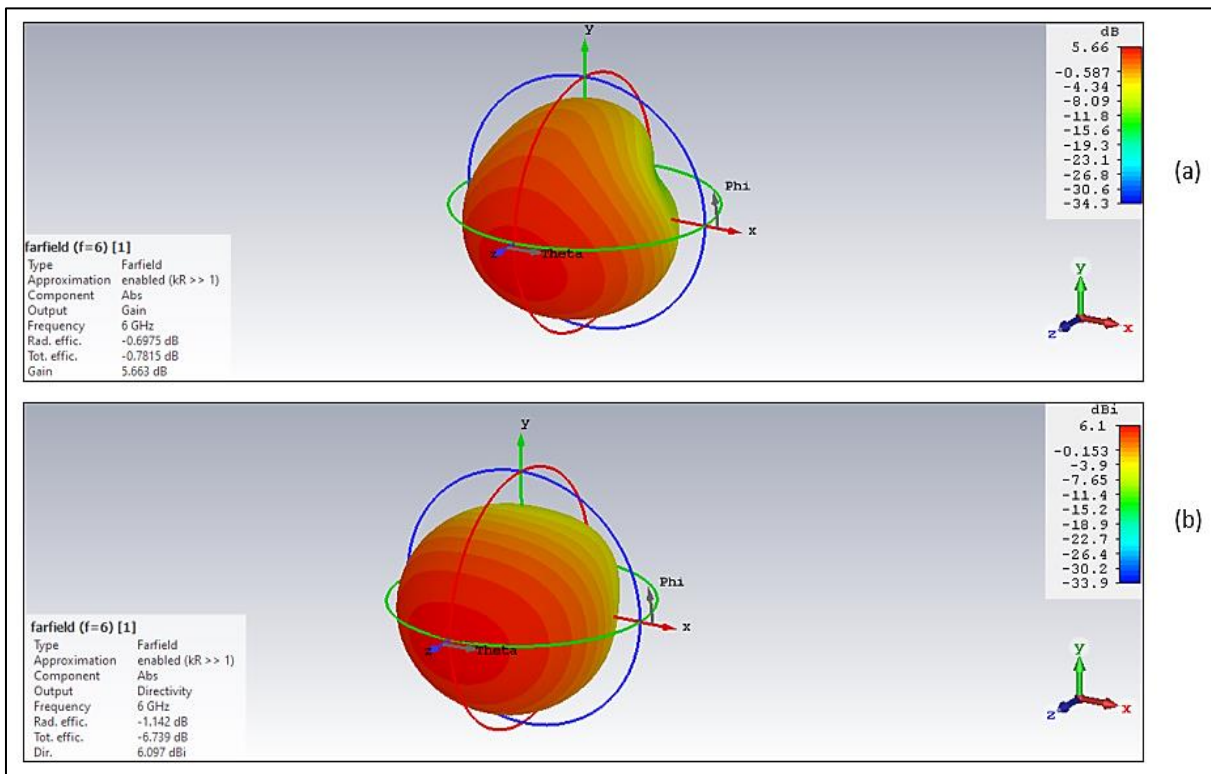 y
dB
5.66
-0.587
-4.34
-8.09
-11.8
-15.6
-19.3
-23.1
-26.8
-30.6
-34.3
(a)
Phi
x
z Theta
farfield (f=6) [1]
Type Farfield
Approximation enabled (kR >> 1)
Component Abs
Output Gain
Frequency 6 GHz
Rad. effic. -0.6975 dB
Tot. effic. -0.7815 dB
Gain 5.663 dB
y
z x
y
dBi
6.1
-0.153
-3.9
-7.65
-11.4
-15.2
-18.9
-22.7
-26.4
-30.2
-33.9
(b)
Phi
x
z Theta
farfield (f=6) [1]
Type Farfield
Approximation enabled (kR >> 1)
Component Abs
Output Directivity
Frequency 6 GHz
Rad. effic. -1.142 dB
Tot. effic. -6.739 dB
Dir. 6.097 dBi
y
z x